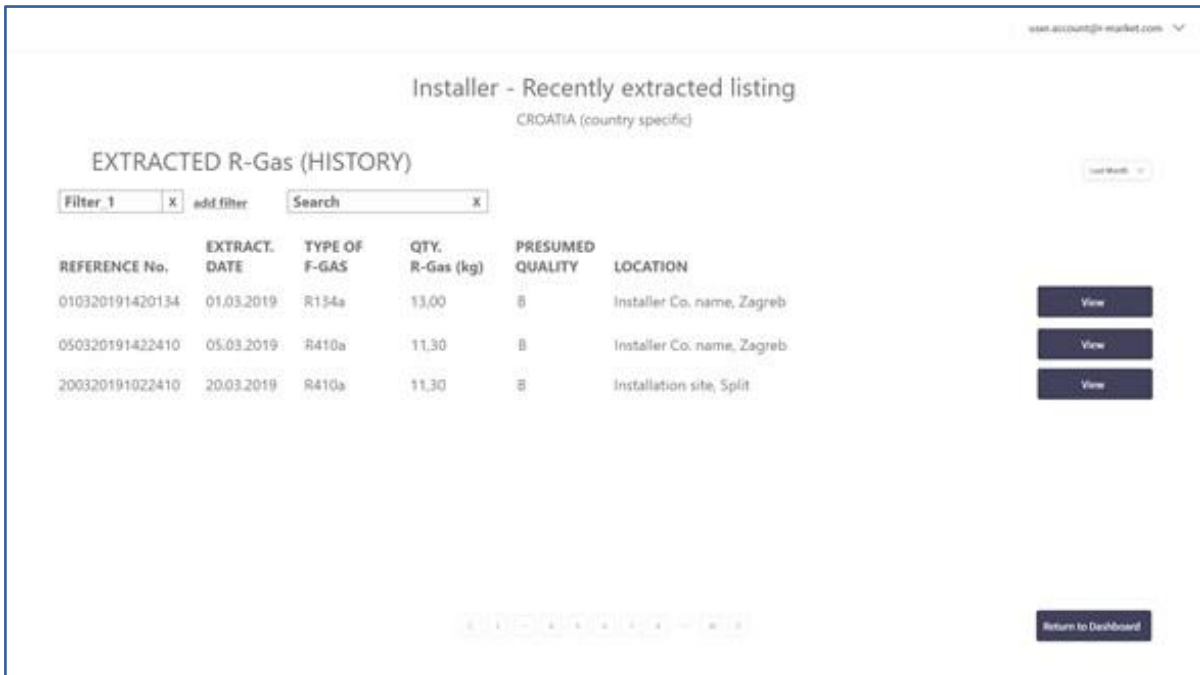 user.account@r-market.com
Installer - Recently extracted listing
CROATIA (country specific)
EXTRACTED R-Gas (HISTORY)
Last Month
Filter_1 X add filter Search X
REFERENCE No. EXTRACT. DATE TYPE OF F-GAS QTY. R-Gas (kg) PRESUMED QUALITY LOCATION
010320191420134 01.03.2019 R134a 13,00 B Installer Co. name, Zagreb View
050320191422410 05.03.2019 R410a 11,30 B Installer Co. name, Zagreb View
200320191022410 20.03.2019 R410a 11,30 B Installation site, Split View
Return to Dashboard